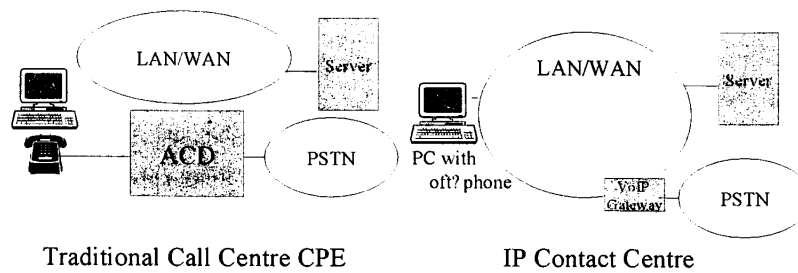 LAN/WAN
Server
ACD
PSTN
Traditional Call Centre CPE
LAN/WAN
Server
PC with
oft? phone
VoIP
Gateway
PSTN
IP Contact Centre